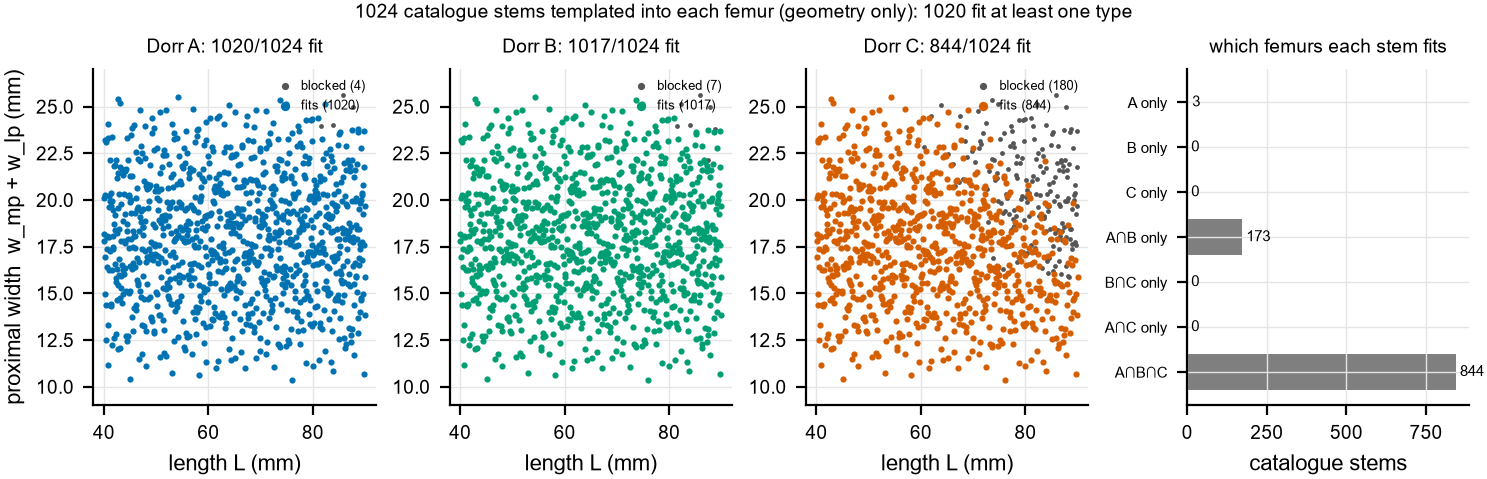 1024 catalogue stems templated into each femur (geometry only): 1020 fit at least one type
Dorr A: 1020/1024 fit
Dorr B: 1017/1024 fit
Dorr C: 844/1024 fit
which femurs each stem fits
proximal width w_mp + w_lp (mm)
25.0
22.5
20.0
17.5
15.0
12.5
10.0
blocked (4)
fits (1020)
40 60 80
length L (mm)
25.0
22.5
20.0
17.5
15.0
12.5
10.0
blocked (7)
fits (1017)
40 60 80
length L (mm)
25.0
22.5
20.0
17.5
15.0
12.5
10.0
blocked (180)
fits (844)
40 60 80
length L (mm)
A only 3
B only 0
C only 0
A∩B only 173
B∩C only 0
A∩C only 0
A∩B∩C 844
0 250 500 750
catalogue stems